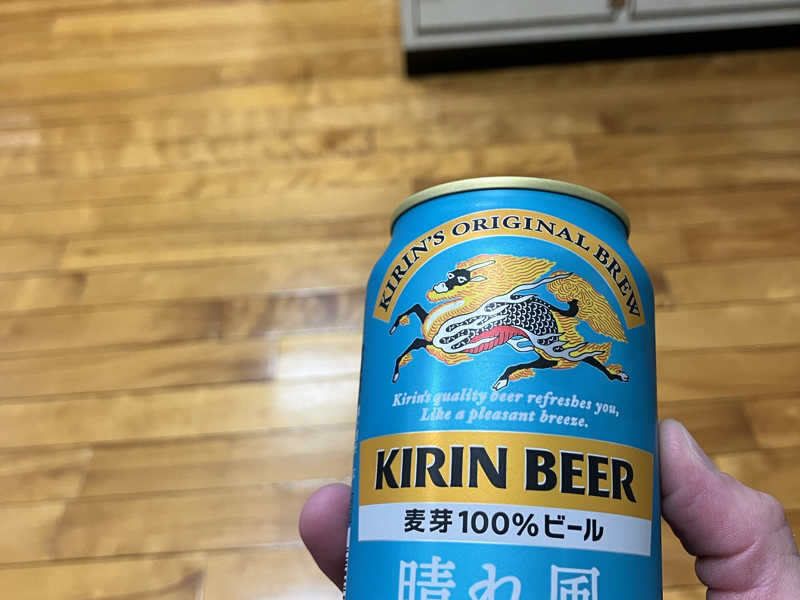 KIRIN'S ORIGINAL BREW
Kirin's quality beer refreshes you,
Like a pleasant breeze.
KIRIN BEER
麦芽100%ビール
晴れ風